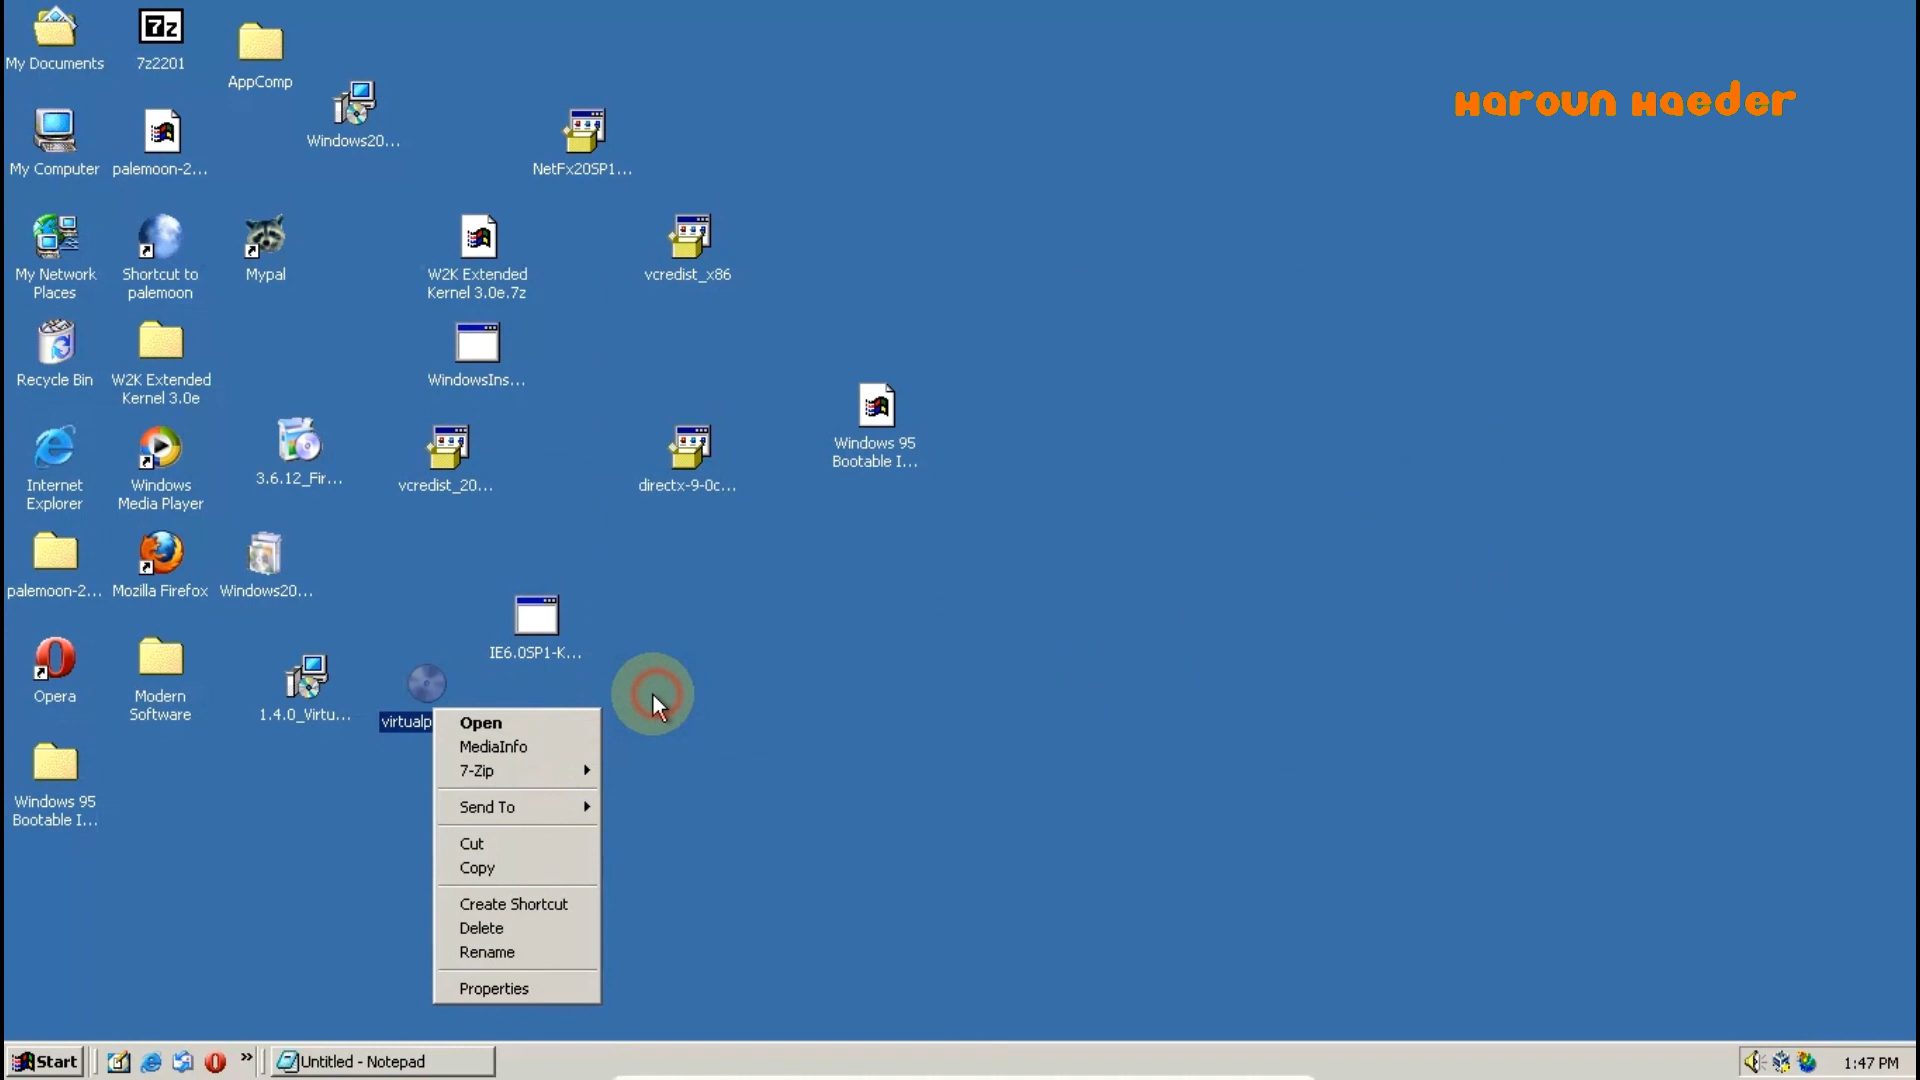 My Documents
7z
7z2201
AppComp
Windows20...
Haroun Haeder
My Computer
palemoon-2...
NetFx20SP1...
My Network
Places
Shortcut to
palemoon
Mypal
W2K Extended
Kernel 3.0e.7z
vcredist_x86
Recycle Bin
W2K Extended
Kernel 3.0e
WindowsIns...
Windows 95
Bootable I...
Internet
Explorer
Windows
Media Player
3.6.12_Fir...
vcredist_20...
directx-9-0c...
palemoon-2...
Mozilla Firefox
Windows20...
IE6.0SP1-K...
Opera
Modern
Software
1.4.0_Virtu...
virtualp
Windows 95
Bootable I...
Open
MediaInfo
7-Zip
Send To
Cut
Copy
Create Shortcut
Delete
Rename
Properties
Start
»
Untitled - Notepad
1:47 PM